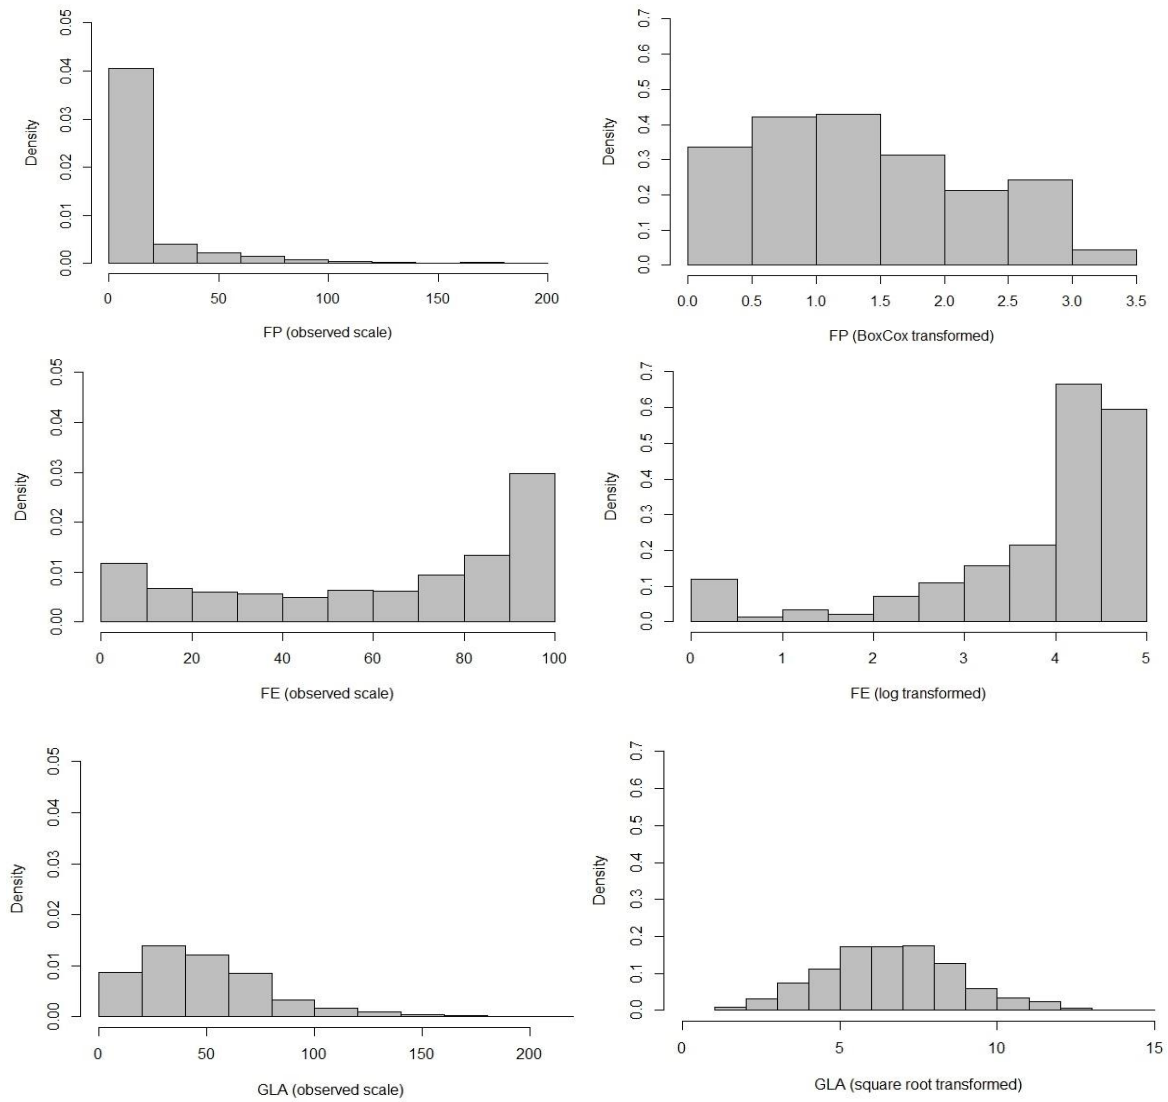 Density
0.00 0.01 0.02 0.03 0.04 0.05
0 50 100 150 200
FP (observed scale)
Density
0.0 0.1 0.2 0.3 0.4 0.5 0.6 0.7
0.0 0.5 1.0 1.5 2.0 2.5 3.0 3.5
FP (BoxCox transformed)
Density
0.00 0.01 0.02 0.03 0.04 0.05
0 20 40 60 80 100
FE (observed scale)
Density
0.0 0.1 0.2 0.3 0.4 0.5 0.6 0.7
0 1 2 3 4 5
FE (log transformed)
Density
0.00 0.01 0.02 0.03 0.04 0.05
0 50 100 150 200
GLA (observed scale)
Density
0.0 0.1 0.2 0.3 0.4 0.5 0.6 0.7
0 5 10 15
GLA (square root transformed)